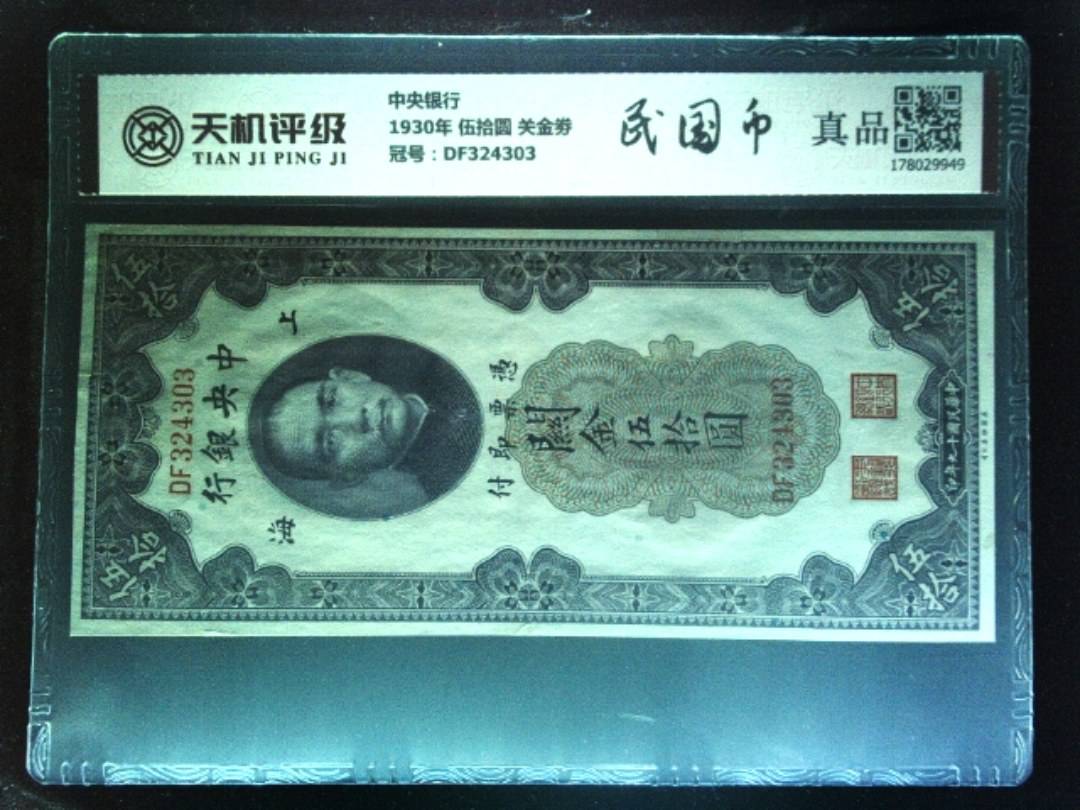 天机评级
TIAN JI PING JI
中央银行
1930年 伍拾圆 关金券
冠号：DF324303
民国币
真品
178029949
中央銀行
上
海
DF324303
憑票即付
關金伍拾圓
DF324303
伍拾
伍拾
伍拾
伍拾